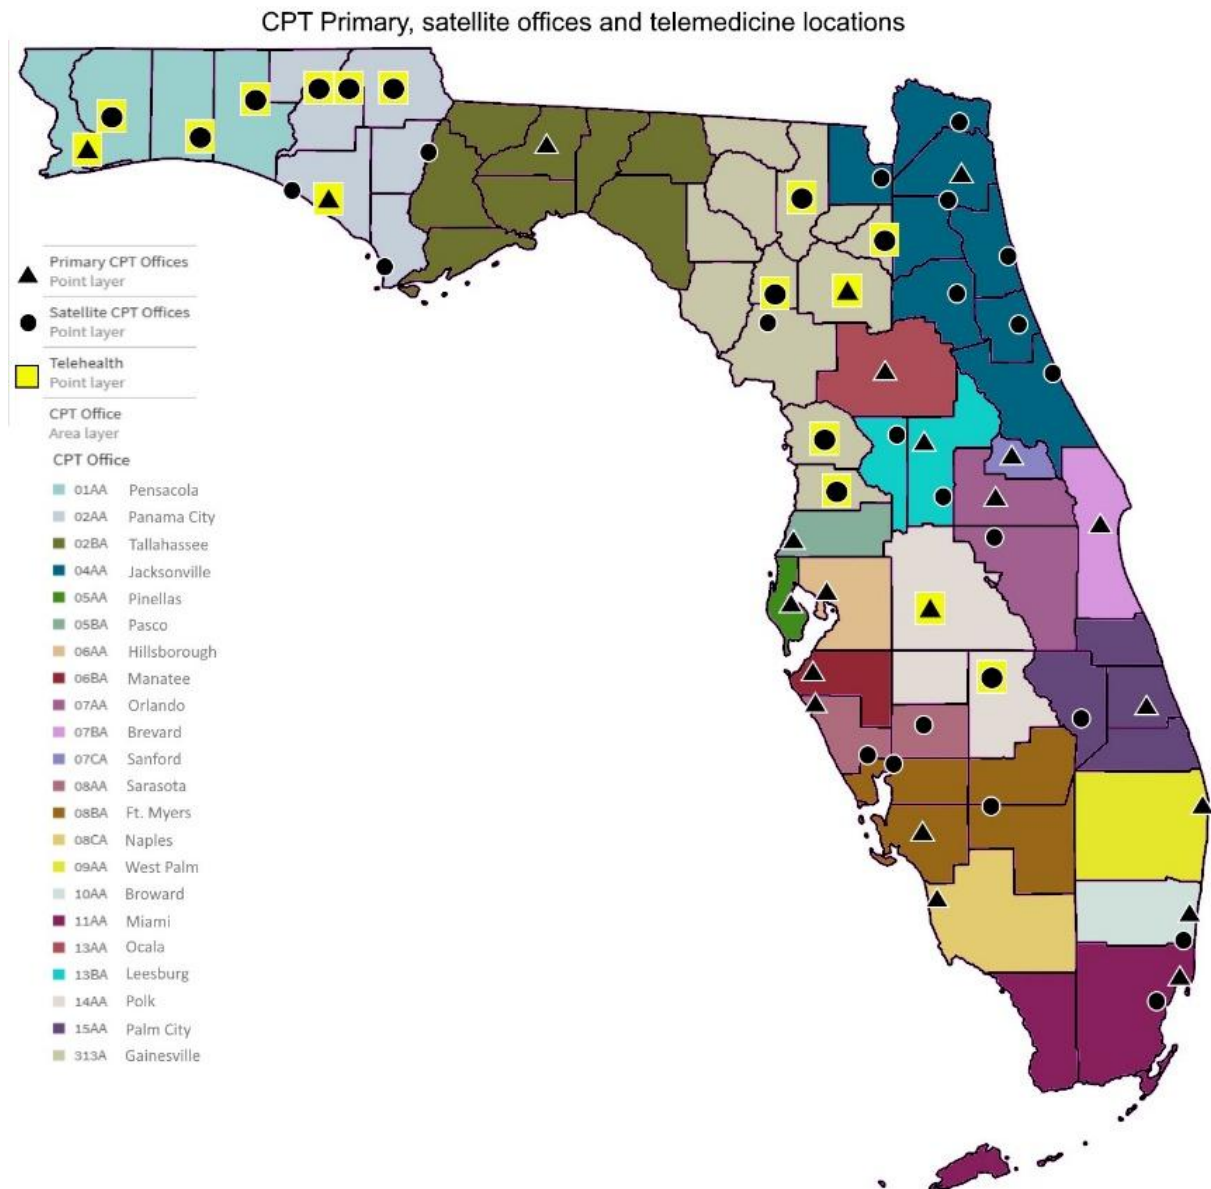 CPT Primary, satellite offices and telemedicine locations
Primary CPT Offices
Point layer
Satellite CPT Offices
Point layer
Telehealth
Point layer
CPT Office
Area layer
CPT Office
01AA Pensacola
02AA Panama City
02BA Tallahassee
04AA Jacksonville
05AA Pinellas
05BA Pasco
06AA Hillsborough
06BA Manatee
07AA Orlando
07BA Brevard
07CA Sanford
08AA Sarasota
08BA Ft. Myers
08CA Naples
09AA West Palm
10AA Broward
11AA Miami
13AA Ocala
13BA Leesburg
14AA Polk
15AA Palm City
313A Gainesville